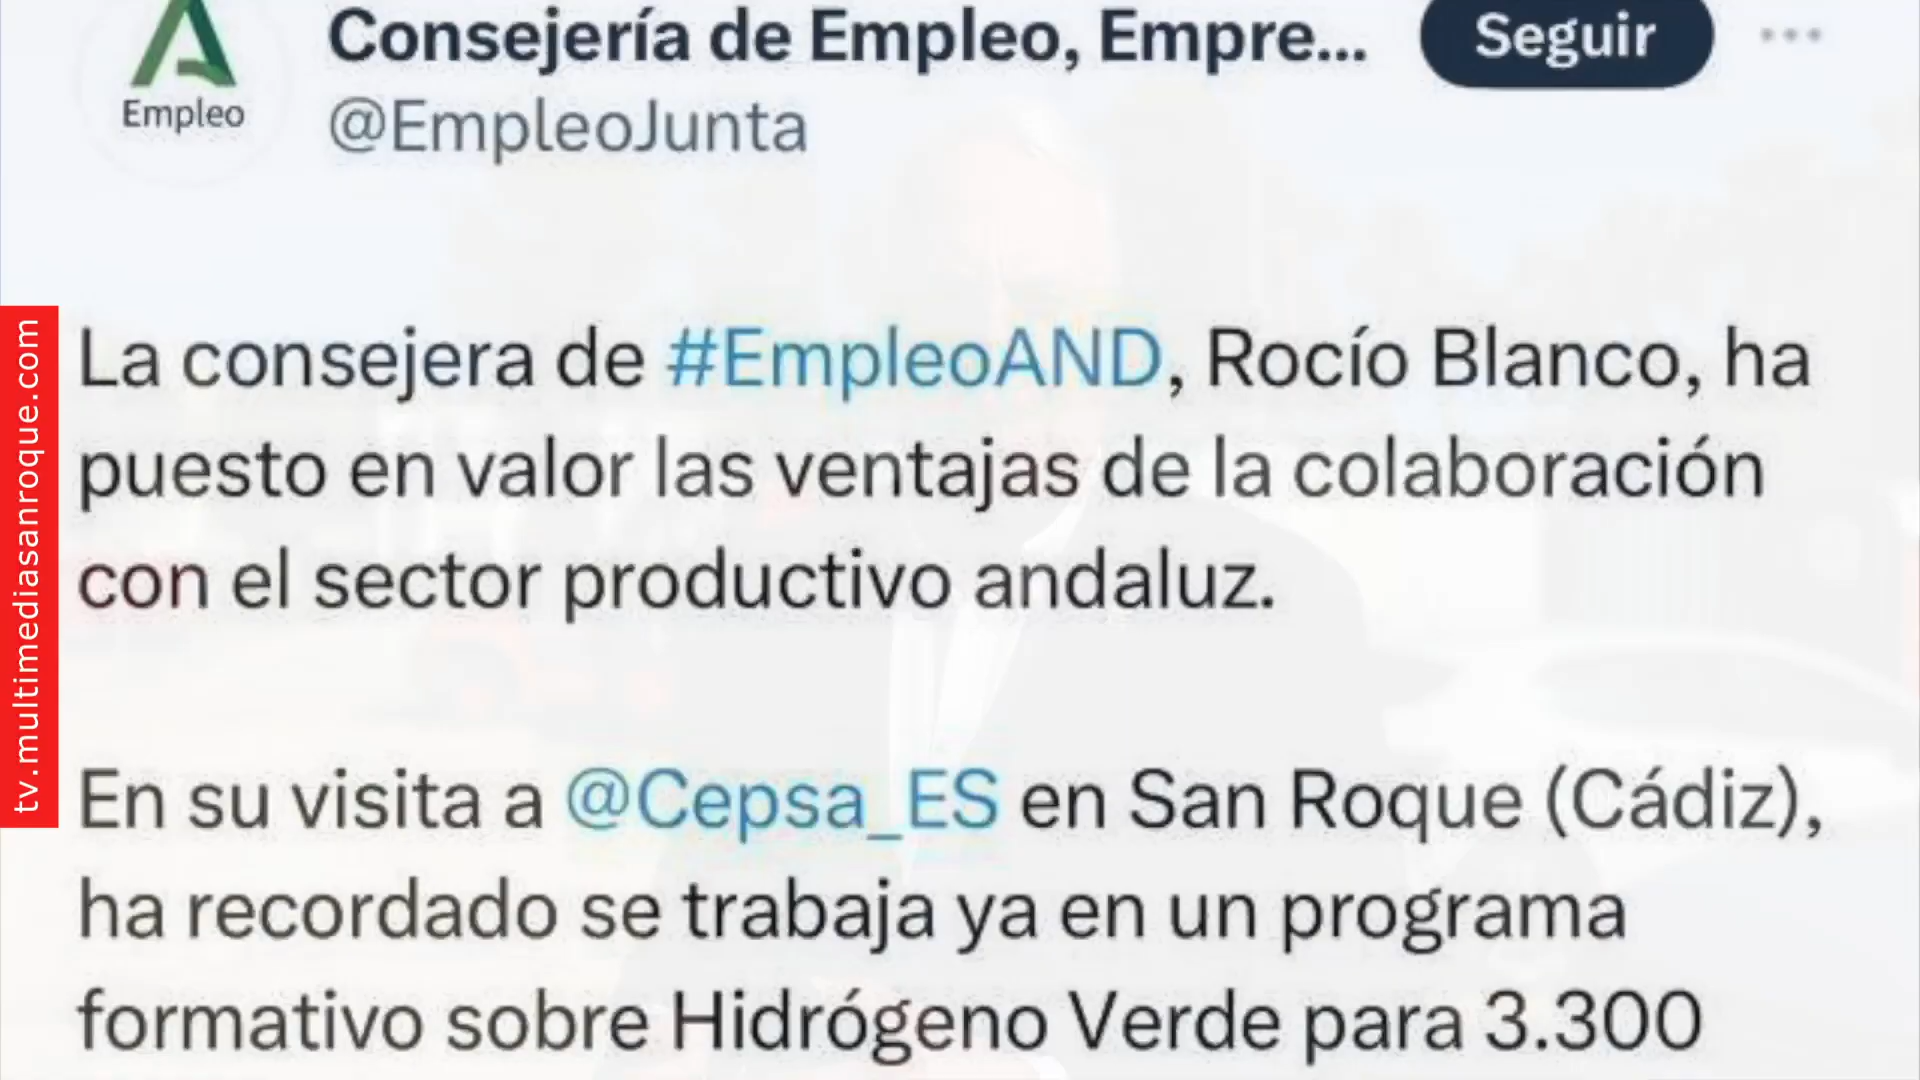 Consejería de Empleo, Empre...
Seguir
Empleo
@EmpleoJunta
La consejera de #EmpleoAND, Rocío Blanco, ha
puesto en valor las ventajas de la colaboración
con el sector productivo andaluz.
En su visita a @Cepsa_ES en San Roque (Cádiz),
ha recordado se trabaja ya en un programa
formativo sobre Hidrógeno Verde para 3.300
tv.multimediasanroque.com